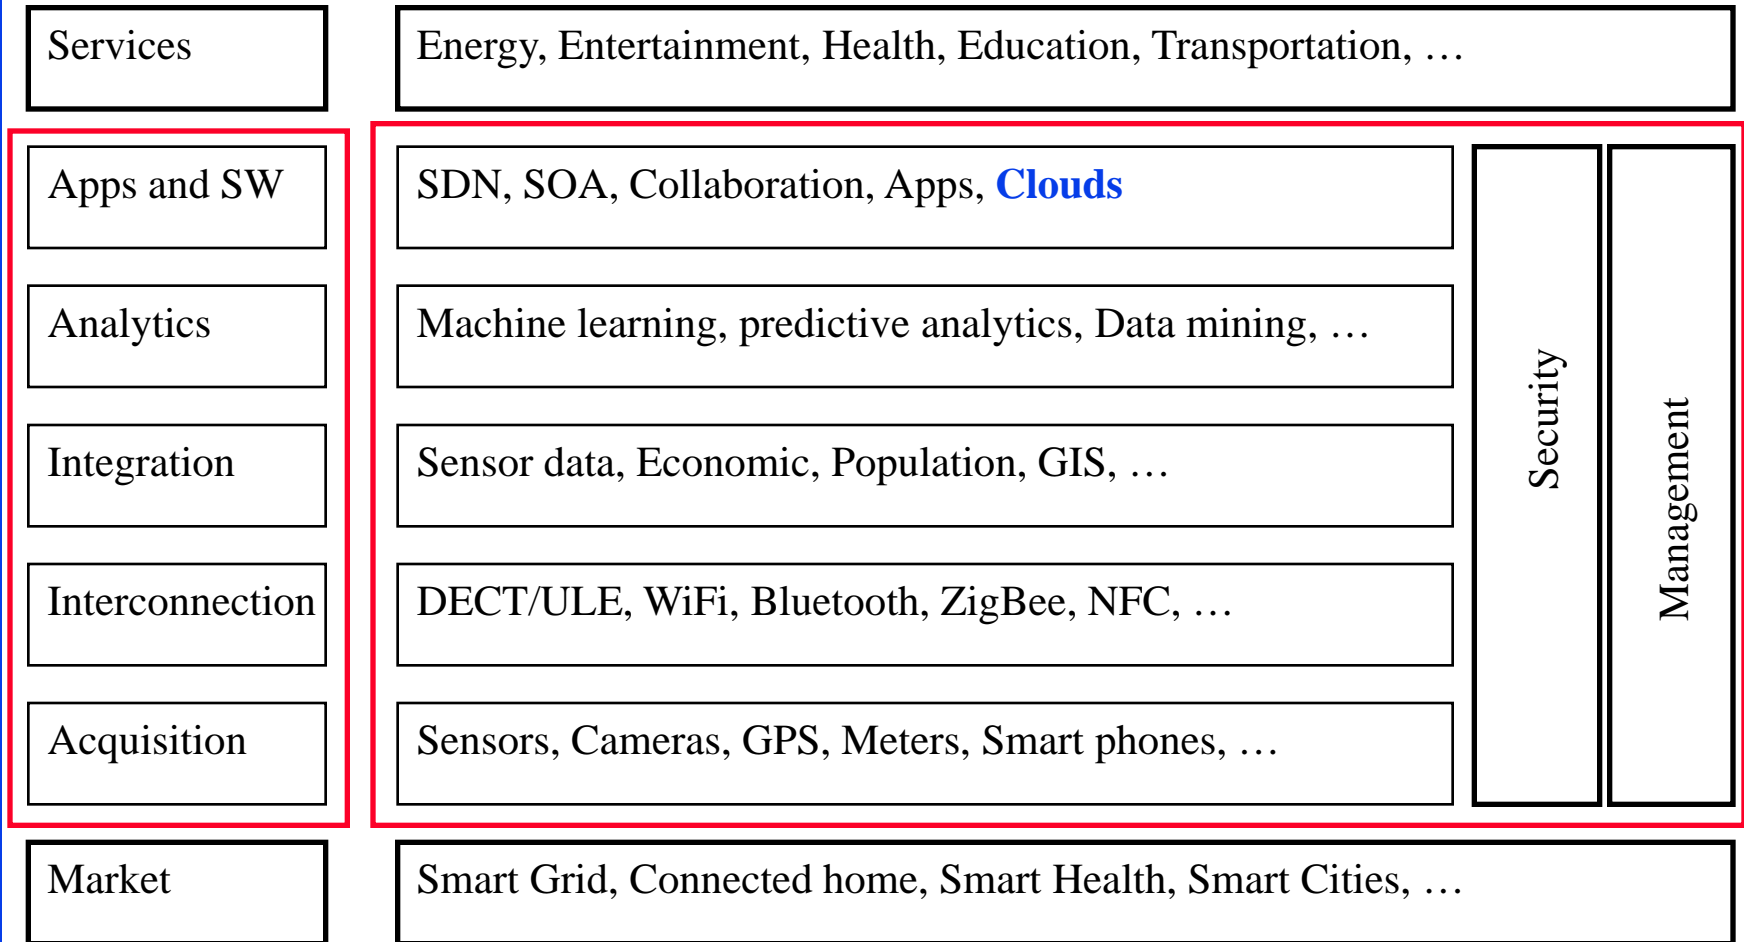 Services
Energy, Entertainment, Health, Education, Transportation, …
Apps and SW
SDN, SOA, Collaboration, Apps, Clouds
Analytics
Machine learning, predictive analytics, Data mining, …
Integration
Sensor data, Economic, Population, GIS, …
Interconnection
DECT/ULE, WiFi, Bluetooth, ZigBee, NFC, …
Acquisition
Sensors, Cameras, GPS, Meters, Smart phones, …
Security
Management
Market
Smart Grid, Connected home, Smart Health, Smart Cities, …